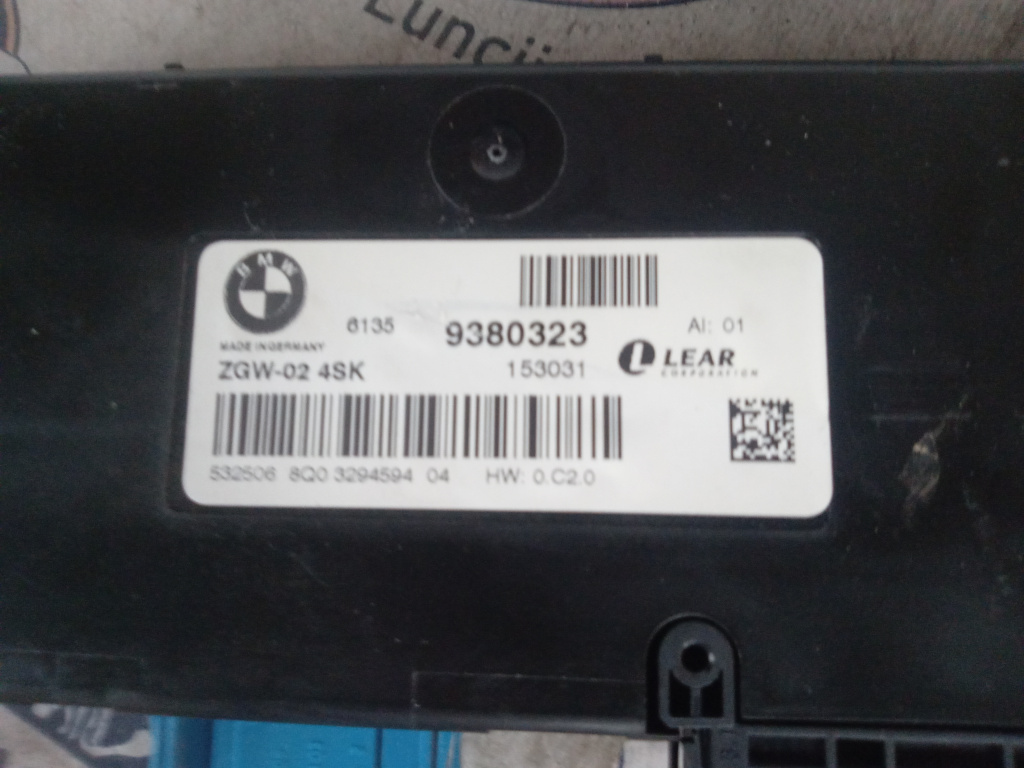 Luncii
BMW
6135 9380323 AI: 01
MADE IN GERMANY
ZGW-02 4SK 153031 LEAR
CORPORATION
532506 8Q0 3294594 04 HW: 0.C2.0